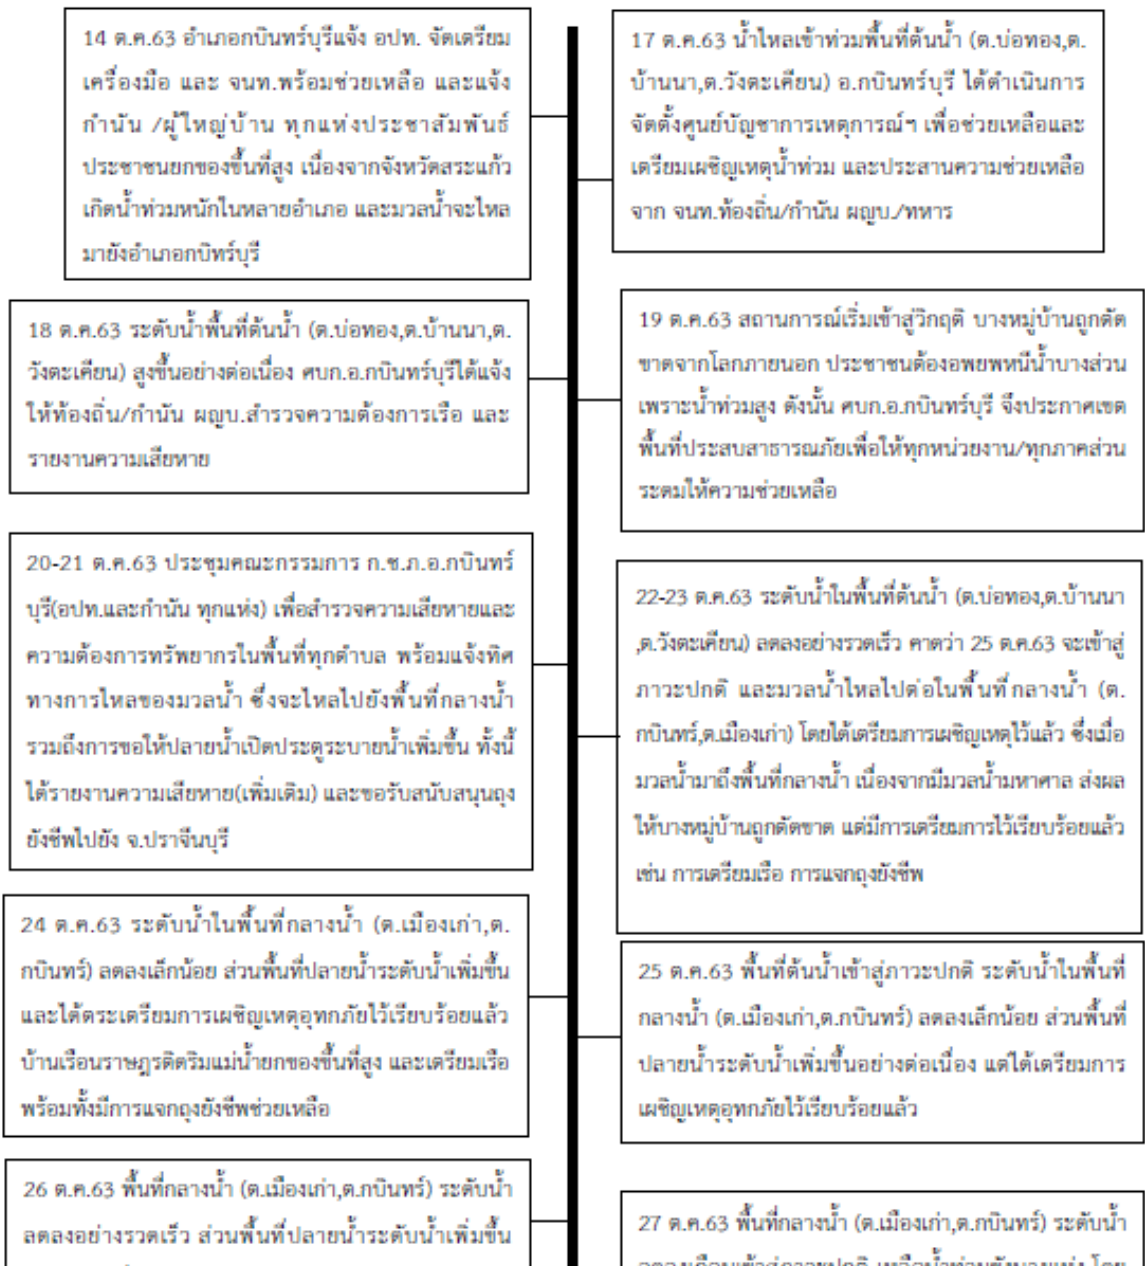 14 ต.ค.63 อำเภอกบินทร์บุรีแจ้ง อปท. จัดเตรียม
เครื่องมือ และ จนท.พร้อมช่วยเหลือ และแจ้ง
กำนัน /ผู้ใหญ่บ้าน ทุกแห่งประชาสัมพันธ์
ประชาชนยกของขึ้นที่สูง เนื่องจากจังหวัดสระแก้ว
เกิดน้ำท่วมหนักในหลายอำเภอ และมวลน้ำจะไหล
มายังอำเภอกบิทร์บุรี
17 ต.ค.63 น้ำไหลเข้าท่วมพื้นที่ต้นน้ำ (ต.บ่อทอง,ต.
บ้านนา,ต.วังตะเคียน) อ.กบินทร์บุรี ได้ดำเนินการ
จัดตั้งศูนย์บัญชาการเหตุการณ์ฯ เพื่อช่วยเหลือและ
เตรียมเผชิญเหตุน้ำท่วม และประสานความช่วยเหลือ
จาก จนท.ท้องถิ่น/กำนัน ผญบ./ทหาร
18 ต.ค.63 ระดับน้ำพื้นที่ต้นน้ำ (ต.บ่อทอง,ต.บ้านนา,ต.
วังตะเคียน) สูงขึ้นอย่างต่อเนื่อง ศบก.อ.กบินทร์บุรีได้แจ้ง
ให้ท้องถิ่น/กำนัน ผญบ.สำรวจความต้องการเรือ และ
รายงานความเสียหาย
19 ต.ค.63 สถานการณ์เริ่มเข้าสู่วิกฤติ บางหมู่บ้านถูกตัด
ขาดจากโลกภายนอก ประชาชนต้องอพยพหนีน้ำบางส่วน
เพราะน้ำท่วมสูง ดังนั้น ศบก.อ.กบินทร์บุรี จึงประกาศเขต
พื้นที่ประสบสาธารณภัยเพื่อให้ทุกหน่วยงาน/ทุกภาคส่วน
ระดมให้ความช่วยเหลือ
20-21 ต.ค.63 ประชุมคณะกรรมการ ก.ช.ภ.อ.กบินทร์
บุรี(อปท.และกำนัน ทุกแห่ง) เพื่อสำรวจความเสียหายและ
ความต้องการทรัพยากรในพื้นที่ทุกตำบล พร้อมแจ้งทิศ
ทางการไหลของมวลน้ำ ซึ่งจะไหลไปยังพื้นที่กลางน้ำ
รวมถึงการขอให้ปลายน้ำเปิดประตูระบายน้ำเพิ่มขึ้น ทั้งนี้
ได้รายงานความเสียหาย(เพิ่มเติม) และขอรับสนับสนุนถุง
ยังชีพไปยัง จ.ปราจีนบุรี
22-23 ต.ค.63 ระดับน้ำในพื้นที่ต้นน้ำ (ต.บ่อทอง,ต.บ้านนา
,ต.วังตะเคียน) ลดลงอย่างรวดเร็ว คาดว่า 25 ต.ค.63 จะเข้าสู่
ภาวะปกติ และมวลน้ำไหลไปต่อในพื้นที่กลางน้ำ (ต.
กบินทร์,ต.เมืองเก่า) โดยได้เตรียมการเผชิญเหตุไว้แล้ว ซึ่งเมื่อ
มวลน้ำมาถึงพื้นที่กลางน้ำ เนื่องจากมีมวลน้ำมหาศาล ส่งผล
ให้บางหมู่บ้านถูกตัดขาด แต่มีการเตรียมการไว้เรียบร้อยแล้ว
เช่น การเตรียมเรือ การแจกถุงยังชีพ
24 ต.ค.63 ระดับน้ำในพื้นที่กลางน้ำ (ต.เมืองเก่า,ต.
กบินทร์) ลดลงเล็กน้อย ส่วนพื้นที่ปลายน้ำระดับน้ำเพิ่มขึ้น
และได้ตระเตรียมการเผชิญเหตุอุทกภัยไว้เรียบร้อยแล้ว
บ้านเรือนราษฎรติดริมแม่น้ำยกของขึ้นที่สูง และเตรียมเรือ
พร้อมทั้งมีการแจกถุงยังชีพช่วยเหลือ
25 ต.ค.63 พื้นที่ต้นน้ำเข้าสู่ภาวะปกติ ระดับน้ำในพื้นที่
กลางน้ำ (ต.เมืองเก่า,ต.กบินทร์) ลดลงเล็กน้อย ส่วนพื้นที่
ปลายน้ำระดับน้ำเพิ่มขึ้นอย่างต่อเนื่อง แต่ได้เตรียมการ
เผชิญเหตุอุทกภัยไว้เรียบร้อยแล้ว
26 ต.ค.63 พื้นที่กลางน้ำ (ต.เมืองเก่า,ต.กบินทร์) ระดับน้ำ
ลดลงอย่างรวดเร็ว ส่วนพื้นที่ปลายน้ำระดับน้ำเพิ่มขึ้น
27 ต.ค.63 พื้นที่กลางน้ำ (ต.เมืองเก่า,ต.กบินทร์) ระดับน้ำ